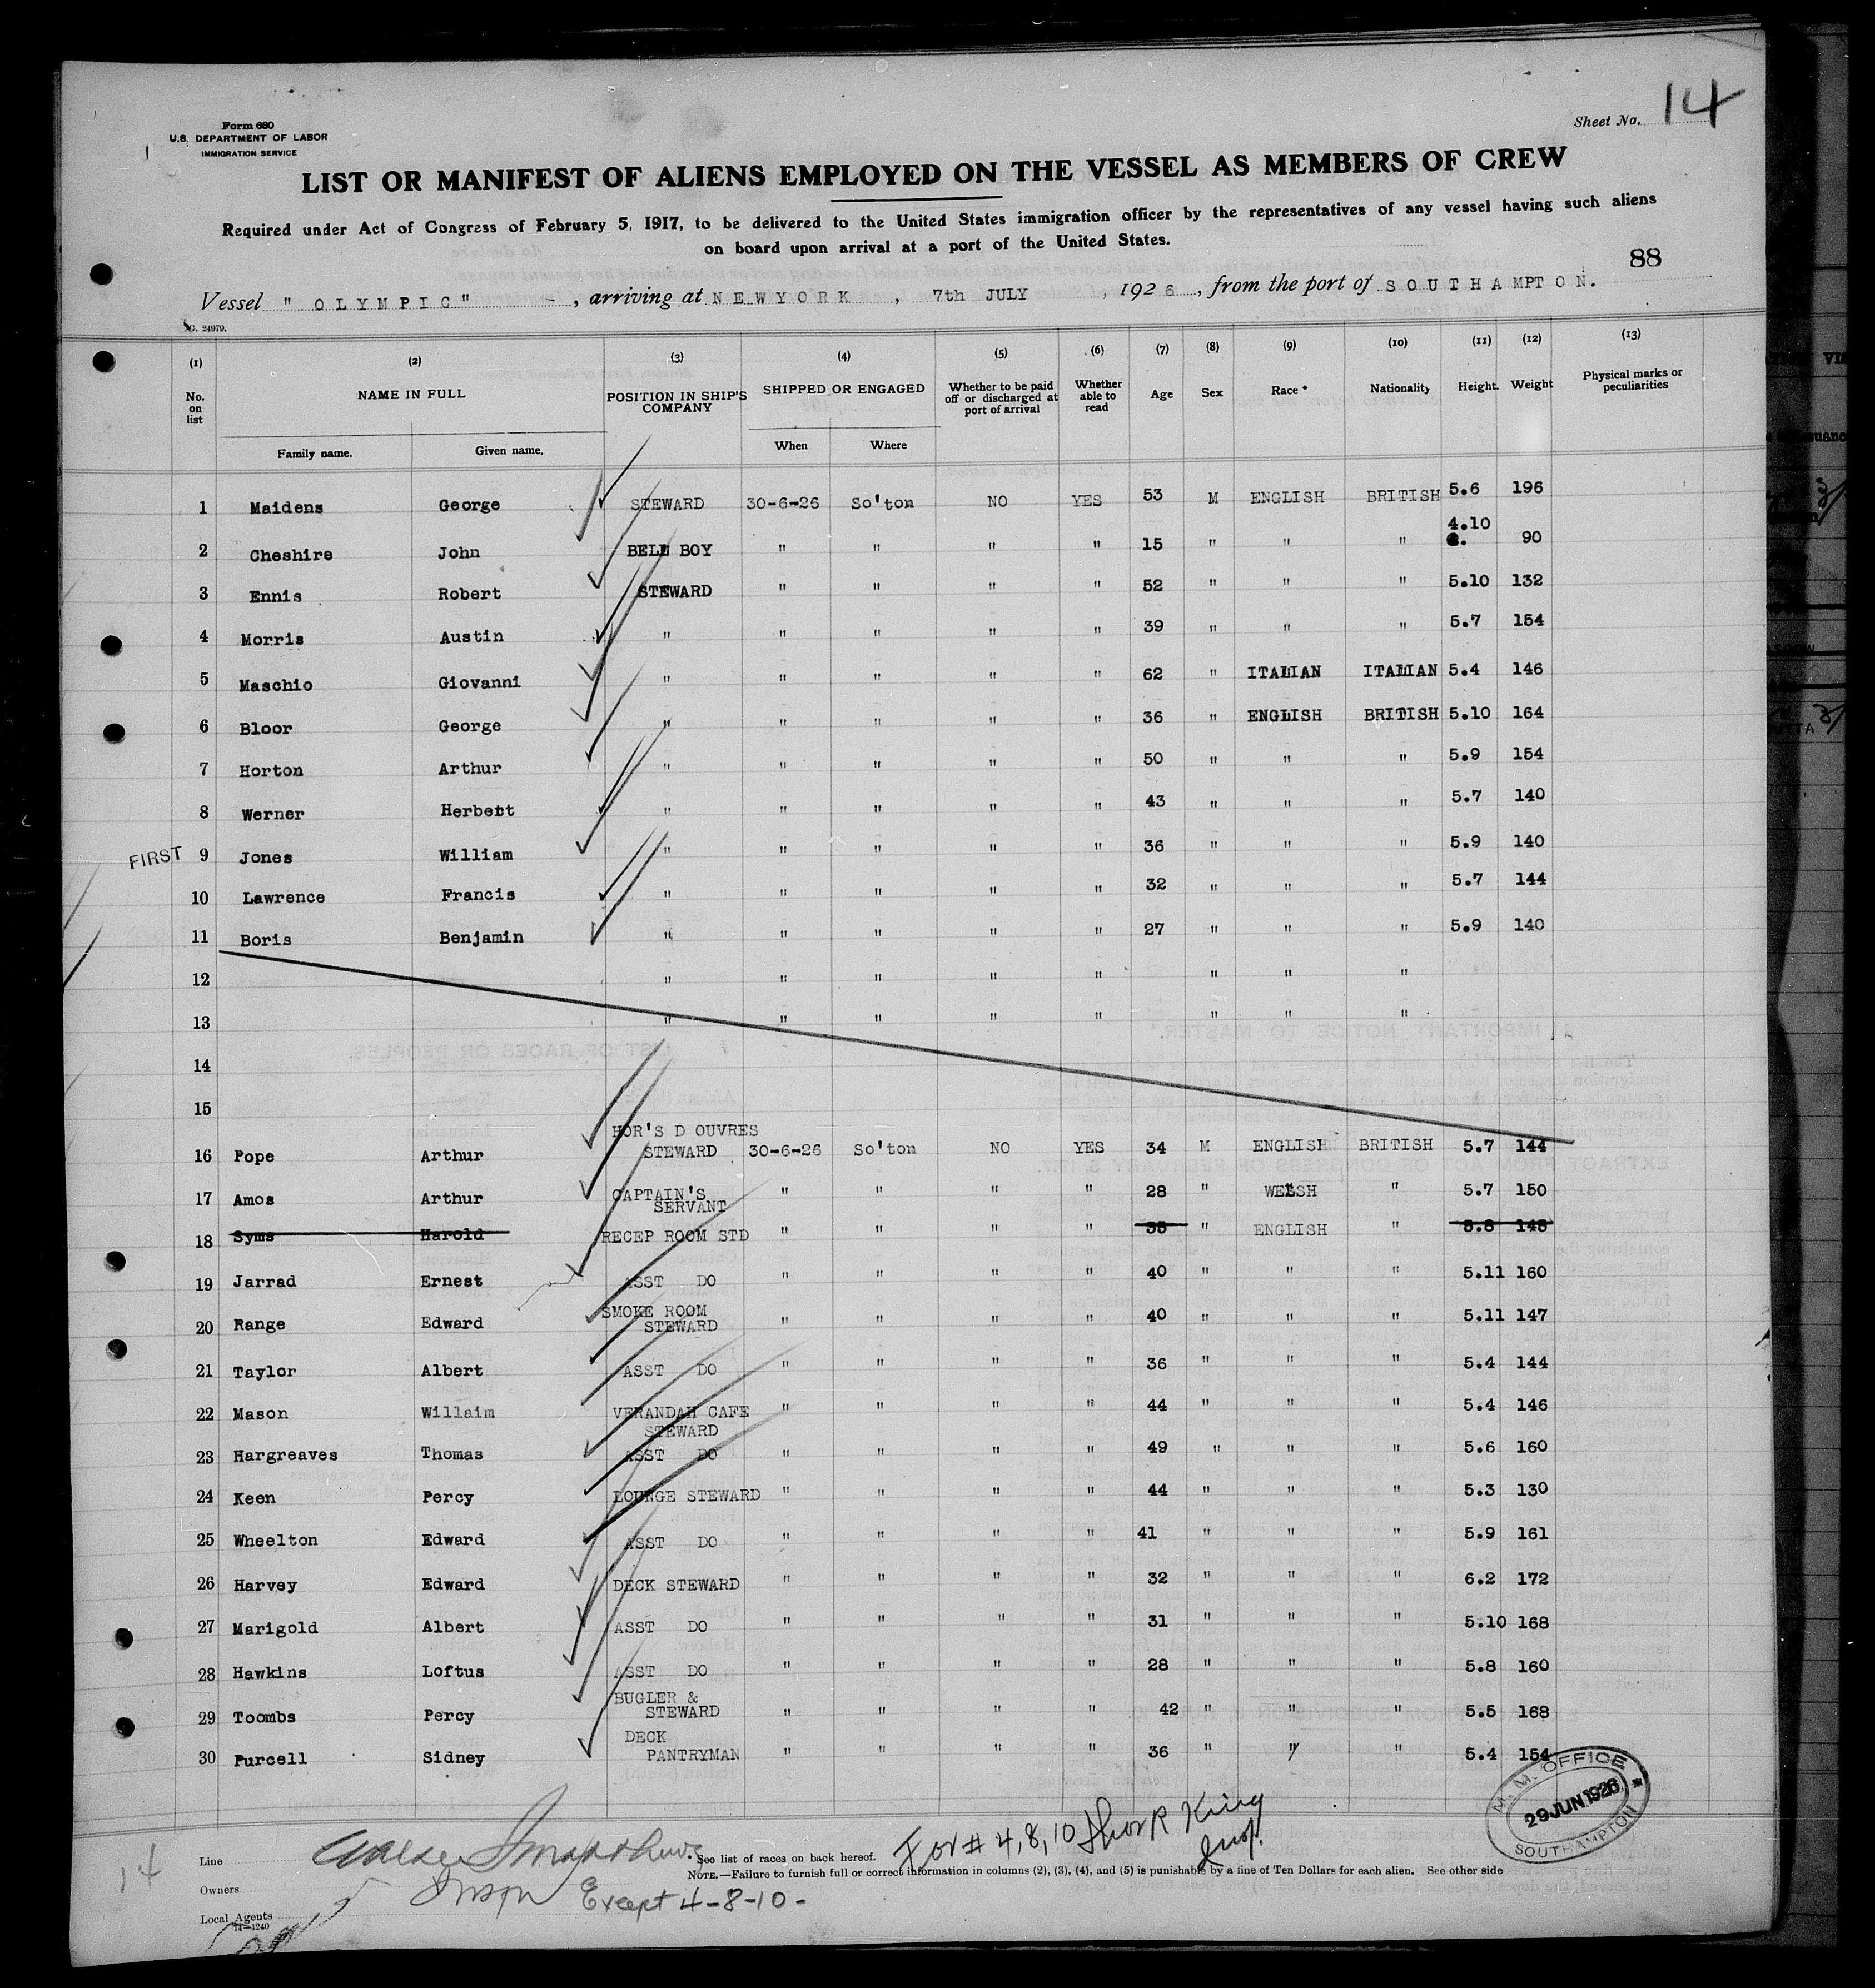 Form 680
U.S. DEPARTMENT OF LABOR
IMMIGRATION SERVICE
Sheet No. 14
LIST OR MANIFEST OF ALIENS EMPLOYED ON THE VESSEL AS MEMBERS OF CREW
Required under Act of Congress of February 5, 1917, to be delivered to the United States immigration officer by the representatives of any vessel having such aliens
on board upon arrival at a port of the United States.
88
Vessel "OLYMPIC" -, arriving at NEWYORK, 7th JULY, 1926, from the port of SOUTHAMPTON.
24979.
(1) (2) (3) (4) (5) (6) (7) (8) (9) (10) (11) (12) (13)
No. on list NAME IN FULL POSITION IN SHIP'S COMPANY SHIPPED OR ENGAGED Whether to be paid off or discharged at port of arrival Whether able to read Age Sex Race * Nationality Height. Weight Physical marks or peculiarities
Family name. Given name. When Where
1 Maidens George STEWARD 30-6-26 So'ton NO YES 53 M ENGLISH BRITISH 5.6 196
2 Cheshire John BELL BOY " " " " 15 " " " 4.10 90
3 Ennis Robert STEWARD " " " " 52 " " " 5.10 132
4 Morris Austin " " " " " 39 " " " 5.7 154
5 Maschio Giovanni " " " " " 62 " ITALIAN ITALIAN 5.4 146
6 Bloor George " " " " " 36 " ENGLISH BRITISH 5.10 164
7 Horton Arthur " " " " " 50 " " " 5.9 154
8 Werner Herbert " " " " " 43 " " " 5.7 140
FIRST 9 Jones William " " " " " 36 " " " 5.9 140
10 Lawrence Francis " " " " " 32 " " " 5.7 144
11 Boris Benjamin " " " " " 27 " " " 5.9 140
12 " " " " " " " "
13 " " " " " " " "
14
15
16 Pope Arthur HOR'S D OUVRES STEWARD 30-6-26 So'ton NO YES 34 M ENGLISH BRITISH 5.7 144
17 Amos Arthur CAPTAIN'S SERVANT " " " " 28 " WELSH " 5.7 150
18 Syms Harold RECEP ROOM STD " " " " 35 " ENGLISH " 5.8 145
19 Jarrad Ernest ASST DO " " " " 40 " " " 5.11 160
20 Range Edward SMOKE ROOM STEWARD " " " " 40 " " " 5.11 147
21 Taylor Albert ASST DO " " " " 36 " " " 5.4 144
22 Mason Willaim VERANDAH CAFE STEWARD " " " " 44 " " " 5.4 146
23 Hargreaves Thomas ASST DO " " " " 49 " " " 5.6 160
24 Keen Percy LOUNGE STEWARD " " " " 44 " " " 5.3 130
25 Wheelton Edward ASST DO " " " " 41 " " " 5.9 161
26 Harvey Edward DECK STEWARD " " " " 32 " " " 6.2 172
27 Marigold Albert ASST DO " " " " 31 " " " 5.10 168
28 Hawkins Loftus ASST DO " " " " 28 " " " 5.8 160
29 Toombs Percy BUGLER & STEWARD " " " " 42 " " " 5.5 168
30 Purcell Sidney DECK PANTRYMAN " " " " 36 " " " 5.4 154
M. M. OFFICE
29 JUN 1926
SOUTHAMPTON
14
For # 4, 8, 10 King
Insp.
Line
* See list of races on back hereof.
NOTE.—Failure to furnish full or correct information in columns (2), (3), (4), and (5) is punishable by a fine of Ten Dollars for each alien. See other side
Owners
Except 4-8-10-
Local Agents
14-1240